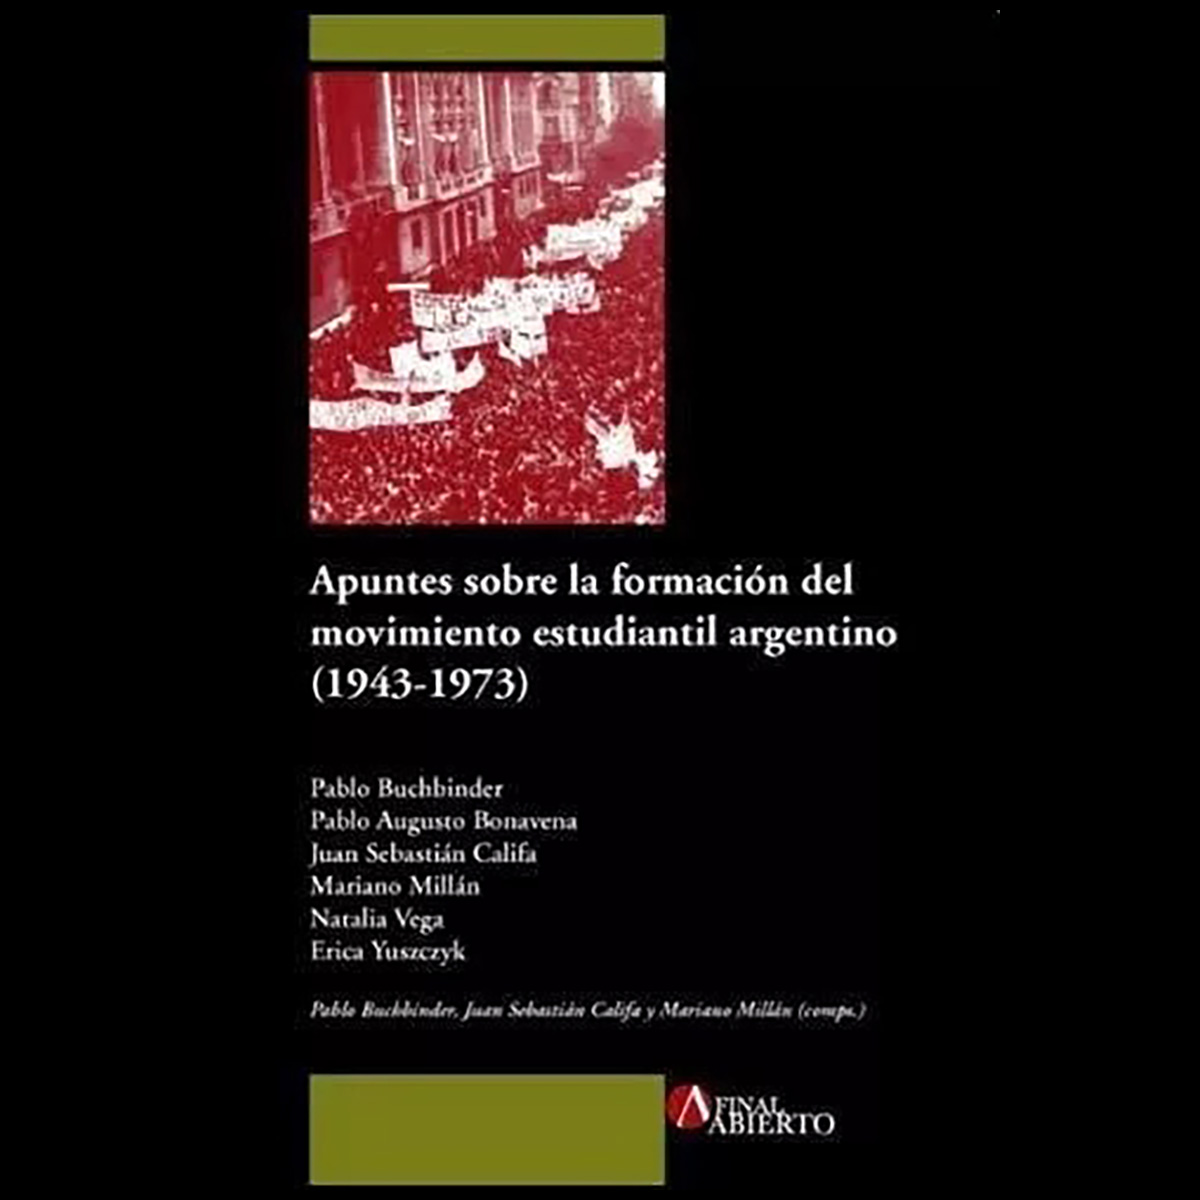 Apuntes sobre la formación del
movimiento estudiantil argentino
(1943-1973)
Pablo Buchbinder
Pablo Augusto Bonavena
Juan Sebastián Califa
Mariano Millán
Natalia Vega
Erica Yuszczyk
Pablo Buchbinder, Juan Sebastián Califa y Mariano Millán (comps.)
FINAL
ABIERTO